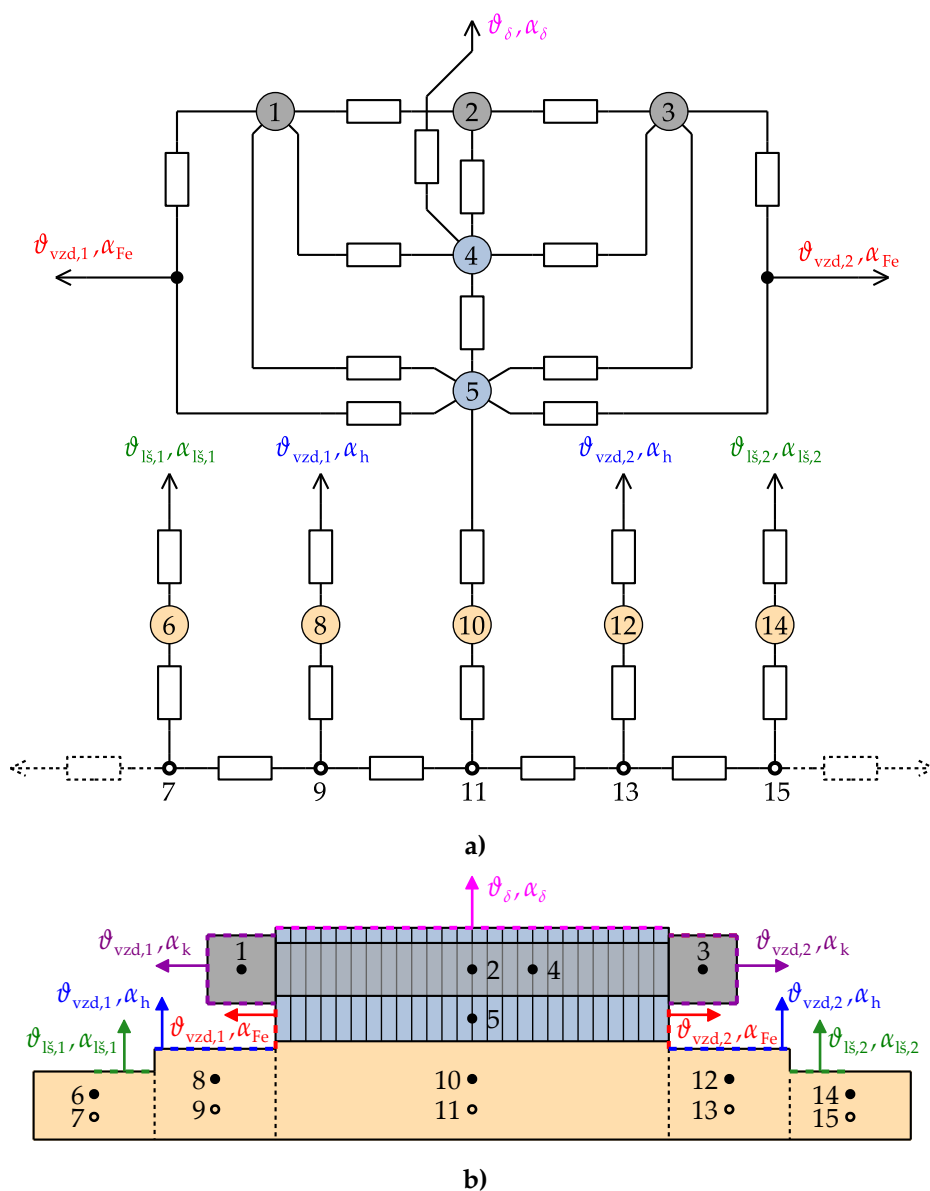 ϑδ, αδ
1 2 3
4
ϑvzd,1, αFe ϑvzd,2, αFe
5
ϑlš,1, αlš,1 ϑvzd,1, αh ϑvzd,2, αh ϑlš,2, αlš,2
6 8 10 12 14
7 9 11 13 15
a)
ϑδ, αδ
ϑvzd,1, αk 1 3 ϑvzd,2, αk
2 4
ϑvzd,1, αh ϑvzd,2, αh
5
ϑlš,1, αlš,1 ϑvzd,1, αFe ϑvzd,2, αFe ϑlš,2, αlš,2
8 10 12
6 14
9 11 13
7 15
b)